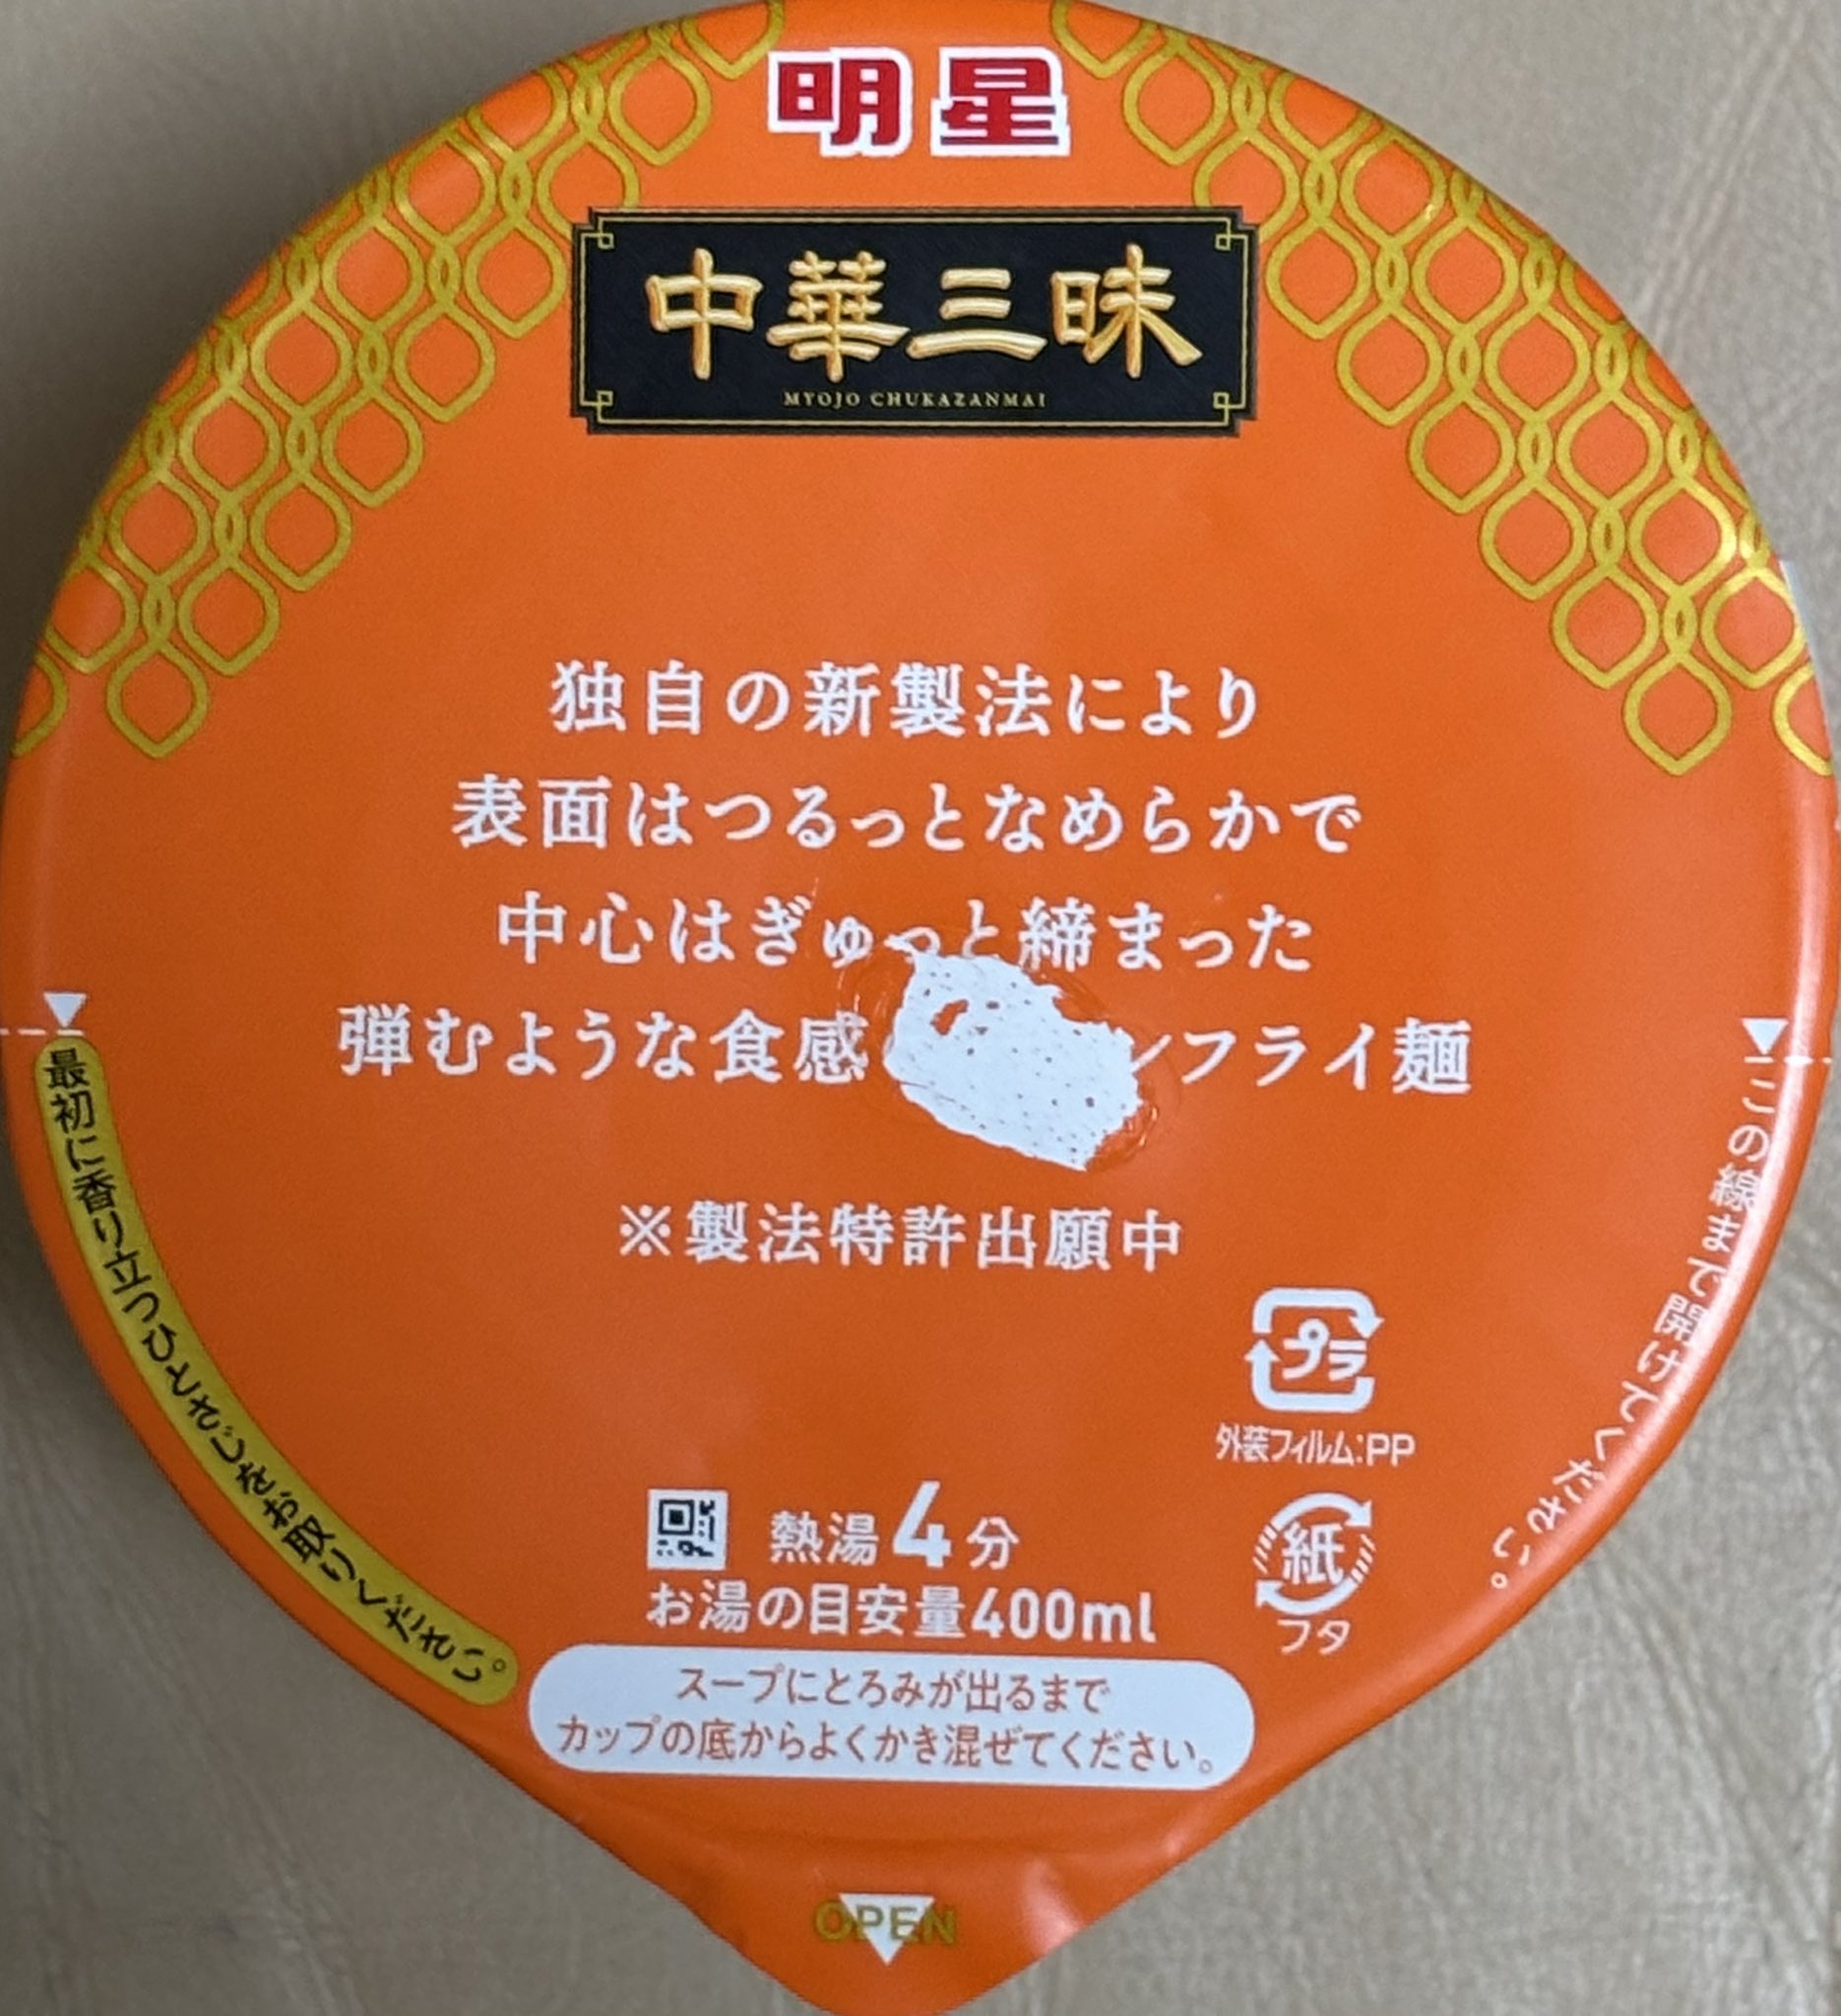 明星
中華三昧
MYOJO CHUKAZANMAI
独自の新製法により
表面はつるっとなめらかで
中心はぎゅっと締まった
弾むような食感 フライ麺
※製法特許出願中
最初に香り立つひとさじをお取りください。
この線まで開けてください。
プラ
外装フィルム:PP
紙
フタ
熱湯4分
お湯の目安量400ml
スープにとろみが出るまで
カップの底からよくかき混ぜてください。
OPEN